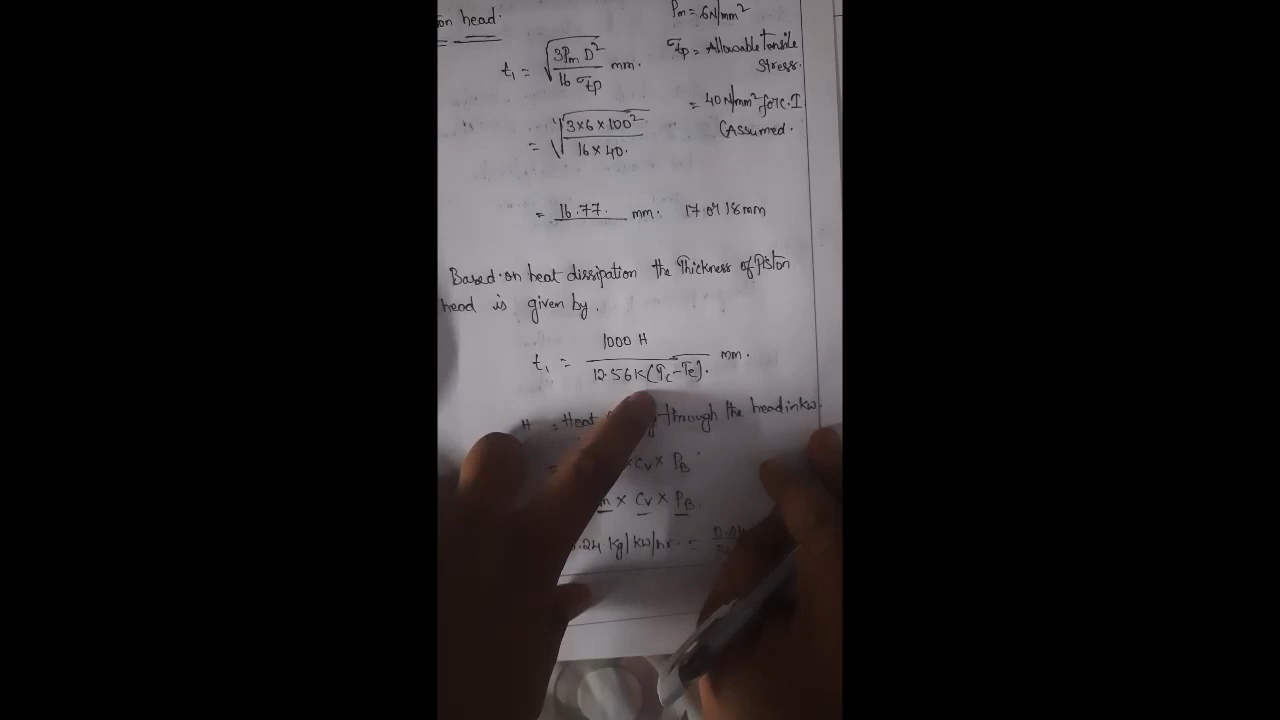 on head.
Pm = 6N/mm²
t₁ = √(3Pm D² / 16 σtp) mm.
σtp = Allowable Tensile Stress.
= 40N/mm² for C.I (Assumed.
= √(3×6×100² / 16×40.)
= 16.77 mm. 17 or 18mm
Based on heat dissipation the Thickness of Piston
head is given by.
t₁ = 1000 H / 12.56K(Tc-Te). mm.
H = Heat through the head in kw.
= ×Cv× PB
× Cv × PB.
.24 kg/kw/hr. =